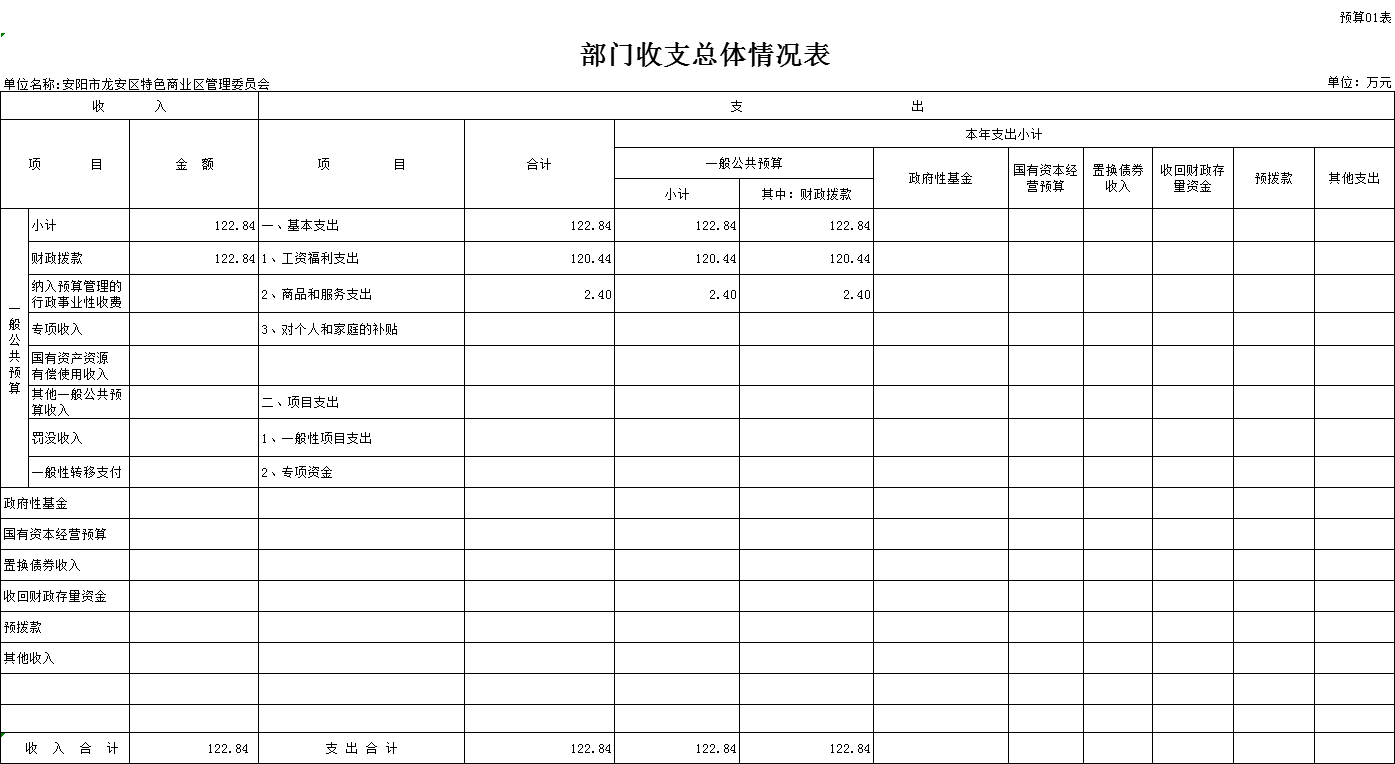 预算01表
部门收支总体情况表
单位名称:安阳市龙安区特色商业区管理委员会 单位：万元
收 入 支 出
项 目 金 额 项 目 合计 本年支出小计
一般公共预算 政府性基金 国有资本经营预算 置换债券收入 收回财政存量资金 预拨款 其他支出
小计 其中：财政拨款
一般公共预算
小计 122.84 一、基本支出 122.84 122.84 122.84
财政拨款 122.84 1、工资福利支出 120.44 120.44 120.44
纳入预算管理的
行政事业性收费 2、商品和服务支出 2.40 2.40 2.40
专项收入 3、对个人和家庭的补贴
国有资产资源
有偿使用收入
其他一般公共预
算收入 二、项目支出
罚没收入 1、一般性项目支出
一般性转移支付 2、专项资金
政府性基金
国有资本经营预算
置换债券收入
收回财政存量资金
预拨款
其他收入
收 入 合 计 122.84 支 出 合 计 122.84 122.84 122.84